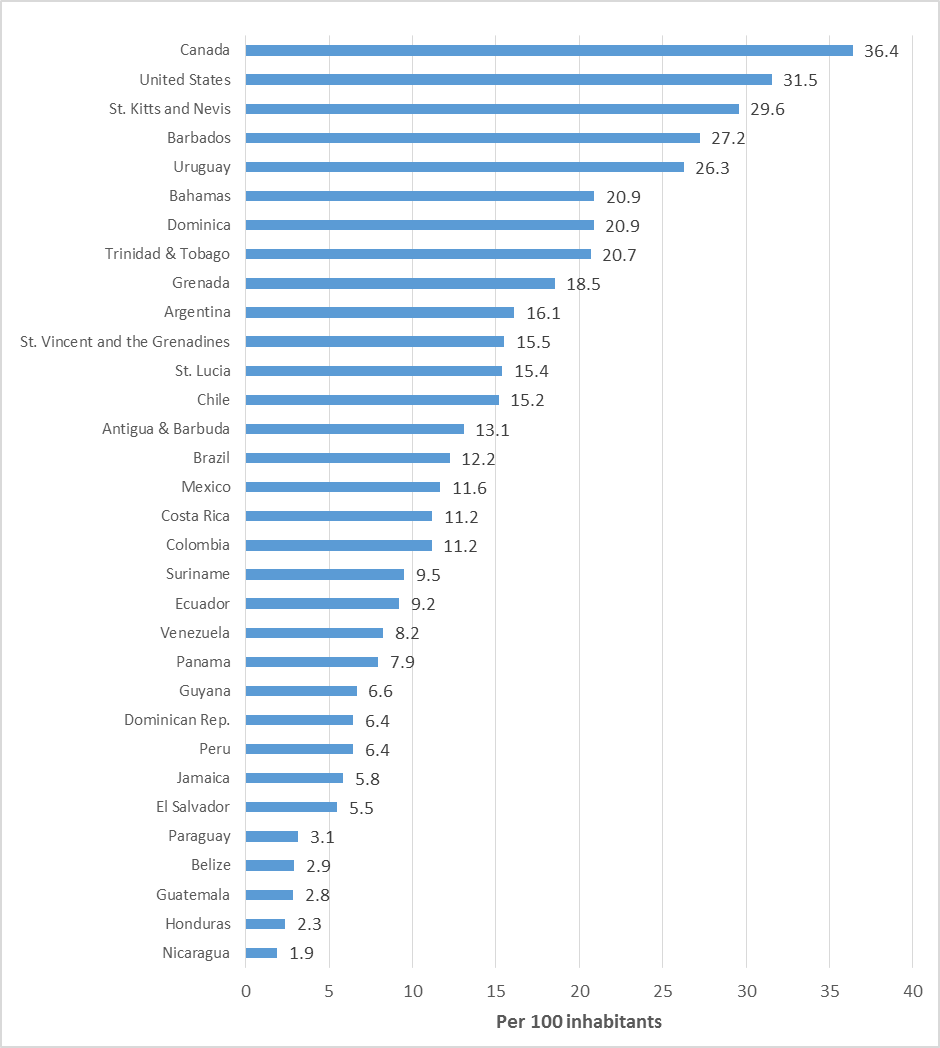 Canada 36.4
United States 31.5
St. Kitts and Nevis 29.6
Barbados 27.2
Uruguay 26.3
Bahamas 20.9
Dominica 20.9
Trinidad & Tobago 20.7
Grenada 18.5
Argentina 16.1
St. Vincent and the Grenadines 15.5
St. Lucia 15.4
Chile 15.2
Antigua & Barbuda 13.1
Brazil 12.2
Mexico 11.6
Costa Rica 11.2
Colombia 11.2
Suriname 9.5
Ecuador 9.2
Venezuela 8.2
Panama 7.9
Guyana 6.6
Dominican Rep. 6.4
Peru 6.4
Jamaica 5.8
El Salvador 5.5
Paraguay 3.1
Belize 2.9
Guatemala 2.8
Honduras 2.3
Nicaragua 1.9
0 5 10 15 20 25 30 35 40
Per 100 inhabitants